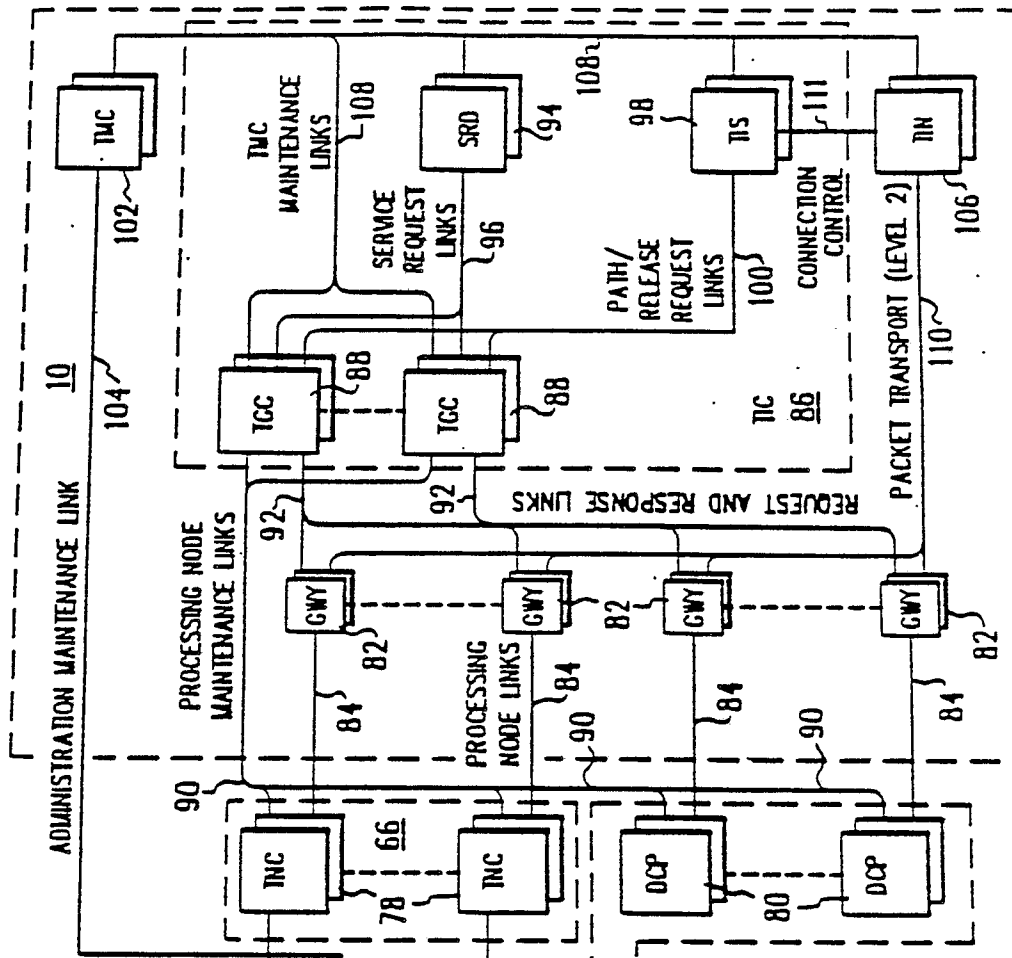 ADMINISTRATION MAINTENANCE LINK
104
10
TMC
102
90
PROCESSING NODE
MAINTENANCE LINKS
92
TGC
88
TMC
MAINTENANCE
LINKS
108
TNC
66
78
84
GWY
82
92
TGC
88
SERVICE
REQUEST
LINKS
96
SRD
94
108
TNC
PROCESSING
NODE LINKS
84
GWY
82
REQUEST AND RESPONSE LINKS
PATH/
RELEASE
REQUEST
LINKS
100
TIS
98
90
DCP
80
84
GWY
TIC
86
CONNECTION
CONTROL
111
90
DCP
84
GWY
82
PACKET TRANSPORT (LEVEL 2)
110
TIN
106